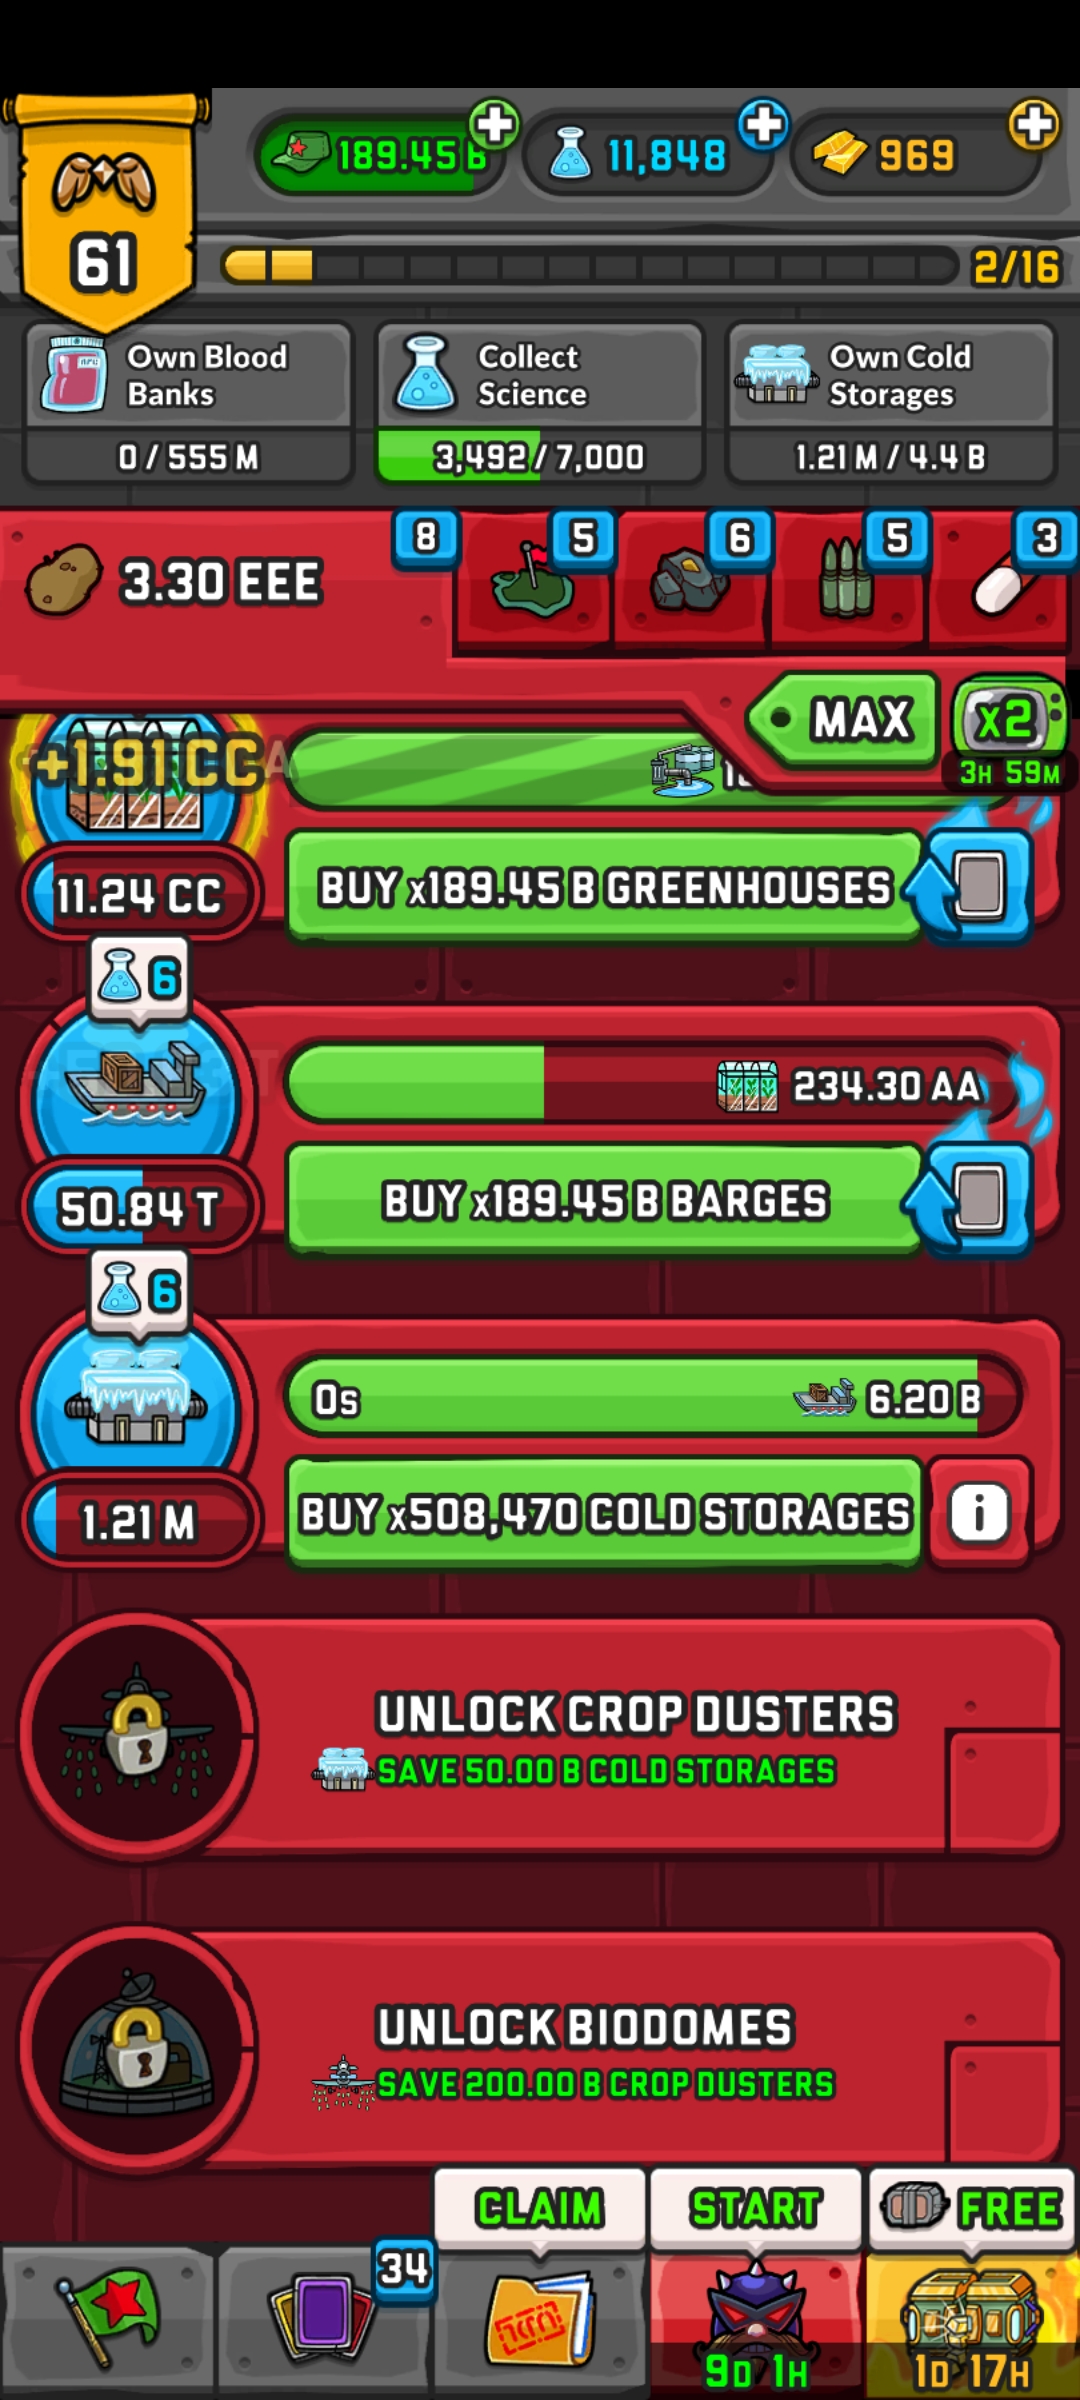 189.45 B
11,848
969
61
2/16
Own Blood
Banks
0 / 555 M
Collect
Science
3,492 / 7,000
Own Cold
Storages
1.21 M / 4.4 B
3.30 EEE
8
5
6
5
3
MAX
x2
3H 59M
+1.91 CC
11.24 CC
BUY x189.45 B GREENHOUSES
6
234.30 AA
50.84 T
BUY x189.45 B BARGES
6
0s
6.20 B
1.21 M
BUY x508,470 COLD STORAGES
i
UNLOCK CROP DUSTERS
SAVE 50.00 B COLD STORAGES
UNLOCK BIODOMES
SAVE 200.00 B CROP DUSTERS
CLAIM
START
FREE
34
9D 1H
1D 17H